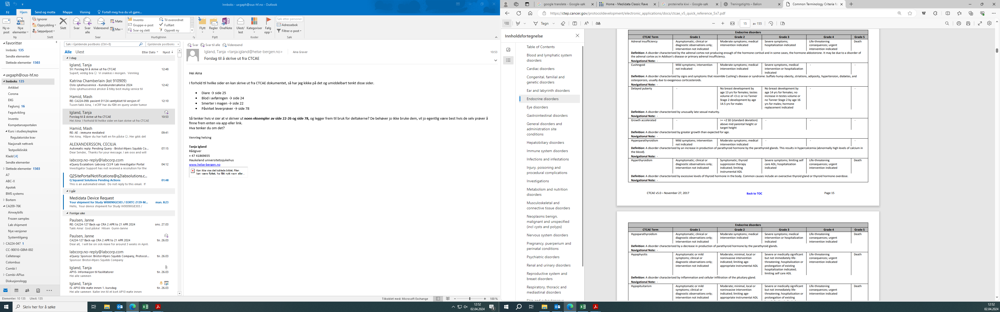 Innboks - uxgaph@ous-hf.no - Outlook
Fil
Hjem
Send og motta
Mappe
Visning
Fortell meg hva du vil gjøre...
Ny e-post
Nye elementer
Ignorer
Opprydding
Søppelpost
Slett
Svar
Svar alle
Videresend
Møte
Mer
Invento
Gruppe-e-post
Svar og slett
Til overordnet
Fullført
Opprett ny
Flytt
Regler
OneNote
Ulest/lest
Kategoriser
Følg opp
Søk etter personer
Adressebok
Filtrer e-post
Ny
Slett
Svar
Hurtigtrinn
Flytt
Koder
Søk
Favoritter
Innboks 135
Sendte elementer
Slettede elementer 1503
uxgaph@ous-hf.no
Innboks 135
Artikkel
Corona
EKG
Faglunsj 16
Fagutvikling
Invento
Kompetanseportalen
Kurs i studiesykepleie
Regulatoriske krav
Nasjonalt nettverk
Testpoliklinikk
Kladd [4]
Sendte elementer
Slettede elementer 1503
A7
ABC-X
Apotek
BMS systems
Bortem
CA209-76K
Airwaybills
Frozen samples
Lab shipment
Nye versjoner
Systemtilgang
CA224-047 1
CC-90010-GBM-002
Celleterapi
Colombus
Combi I
Combi-APlus
Diskusjonslogg
Elementer: 10 135 Ulest: 135
Søk i Gjeldende postboks (Ctrl+E)
Gjeldende postboks
Alle Ulest
Etter Dato Nyest
I dag
Igland, Tanja
SV: Forslag til å skrive ut fra CTCAE 12:48
Supert, veldig bra ☺ Vi snakkes i morgen. Vennleg
Katrina Chamberlain (kst 910909)
Oslo sykehusservice - Kundeundersøkelse 2024 12:42
Oslo sykehusservice ønsker å tilby best mulig service til
Hamid, Mash
RE: CA224-098: pasient 01124 samtykket til versjon 4? 12:10
Tusen takk Aina, I eCRF har du fått en query under tumor
Igland, Tanja
Forslag til å skrive ut fra CTCAE 10:53
Hei Aina I forhold til hvilke sider en kan skrive ut fra CTCAE
Hamid, Mash
RE: AE - immune mediated 09:41
Hei Aina, Håper du har hatt en fin påske ☺. Her gikk det
ALEXANDERSSON, CECILIA
Automatic reply: Pending Query - Bristol-Myers Squibb Co... 07:15
Dear Sender, Thanks for your message. I am ooo and will
labcorp.no-reply@labcorp.com
eQuery Escalation: Labcorp CLS® Lab Investigator Portal 04:12
Investigator Support has not received a resolution for the
Q2SitePortalNotifications@q2labsolutions.c...
Q Squared Solutions Pending Actions 01:48
This is an automated email. Do not reply to this email. If
I går
Medidata Device Request
Your shipment for Study W00090GE303 / EORTC-2139-M... man. 8:23
Hello, Your device shipment for Study W00090GE303 /
Forrige uke
Paulsen, Janne
RE: CA224-127 Back-up CRA 2 APR to 21 APR 2024 ons. 27.03
Takk Aina! God påske! Hilsen Gunn-Janne
Paulsen, Janne
CA224-127 Back-up CRA 2 APR to 21 APR 2024 tir. 26.03
Dear all, I will be on sick-leave for around 3 weeks in April.
labcorp.no-reply@labcorp.com
eQuery: Sponsor: Bristol-Myers Squibb Company, Protocol... tir. 26.03
Sponsor: Bristol-Myers Squibb Company
Igland, Tanja
AP10- Informasjon til fasilitatorer tir. 26.03
Hei alle sammen
Igland, Tanja
IS: AP10 lille møte innen 1. kursdag tir. 26.03
Hei alle sammen Kaller inn til et kort AP10 møte innen
Svar Svar til alle Videresend
Igland, Tanja <tanja.igland@helse-bergen.no> Aina Graver 10:53
Forslag til å skrive ut fra CTCAE
Hei Aina
I forhold til hvilke sider en kan skrive ut fra CTCAE dokumentet, så har jeg kikke på det og umiddelbart tenkt disse sider.
• Diare → side 25
• Blod i avføringen → side 24
• Smerter i magen → side 22
• Påvirket leverprøver → side 78
Så tenker hvis vi sier at vi skriver ut noen eksempler av side 22-26 og side 78, og legger frem til bruk for deltakerne? De behøver jo ikke bruke dem, vil jo egentlig være best hvis de selv prøver å
finne frem enten via app eller link.
Hva tenker du om det?
Vennleg helsing
Tanja Igland
Rådgiver
+ 47 41869655
Haukeland universitetssjukehus
www.helse-bergen.no
Kan ikke vise det koblede bildet. Filen
kan være flyttet, ha fått nytt navn eller...
Tilkoblet med: Microsoft Exchange 100 %
Skriv her for å søke
12:52
02.04.2024
google translate - Google-søk
Home - Medidata Classic Rave
proteinella kiwi - Google-søk
Treningstights – Balion
Common Terminology Criteria fo
https://ctep.cancer.gov/protocoldevelopment/electronic_applications/docs/ctcae_v5_quick_reference_5x7.pdf
Tegn
15 av 155
Innholdsfortegnelse
Table of Contents
Blood and lymphatic system
disorders
Cardiac disorders
Congenital, familial and
genetic disorders
Ear and labyrinth disorders
Endocrine disorders
Eye disorders
Gastrointestinal disorders
General disorders and
administration site
conditions
Hepatobiliary disorders
Immune system disorders
Infections and infestations
Injury, poisoning and
procedural complications
Investigations
Metabolism and nutrition
disorders
Musculoskeletal and
connective tissue disorders
Neoplasms benign,
malignant and unspecified
(incl cysts and polyps)
Nervous system disorders
Pregnancy, puerperium and
perinatal conditions
Psychiatric disorders
Renal and urinary disorders
Reproductive system and
breast disorders
Respiratory, thoracic and
mediastinal disorders
Endocrine disorders
CTCAE Term Grade 1 Grade 2 Grade 3 Grade 4 Grade 5
Adrenal insufficiency Asymptomatic; clinical or Moderate symptoms; medical Severe symptoms; Life-threatening Death
diagnostic observations only; intervention indicated hospitalization indicated consequences; urgent
intervention not indicated intervention indicated
Definition: A disorder characterized by the adrenal cortex not producing enough of the hormone cortisol and in some cases, the hormone aldosterone. It may be due to a disorder of
the adrenal cortex as in Addison's disease or primary adrenal insufficiency.
Navigational Note: -
Cushingoid Mild symptoms; intervention Moderate symptoms; medical Severe symptoms, medical - -
not indicated intervention indicated intervention or hospitalization
indicated
Definition: A disorder characterized by signs and symptoms that resemble Cushing's disease or syndrome: buffalo hump obesity, striations, adiposity, hypertension, diabetes, and
osteoporosis, usually due to exogenous corticosteroids.
Navigational Note: -
Delayed puberty - No breast development by No breast development by - -
age 13 yrs for females; testes age 14 yrs for females; no
volume of <3 cc or no Tanner increase in testes volume or
Stage 2 development by age no Tanner Stage 2 by age 16
14.5 yrs for males yrs for males; hormone
replacement indicated
Definition: A disorder characterized by unusually late sexual maturity.
Navigational Note: -
Growth accelerated - >= +2 SD (standard deviation) - - -
above mid parental height or
target height
Definition: A disorder characterized by greater growth than expected for age.
Navigational Note: -
Hyperparathyroidism Mild symptoms; intervention Moderate symptoms; medical - - -
not indicated intervention indicated
Definition: A disorder characterized by an increase in production of parathyroid hormone by the parathyroid glands. This results in hypercalcemia (abnormally high levels of calcium in
the blood).
Navigational Note: -
Hyperthyroidism Asymptomatic; clinical or Symptomatic; thyroid Severe symptoms; limiting self Life-threatening Death
diagnostic observations only; suppression therapy care ADL; hospitalization consequences; urgent
intervention not indicated indicated; limiting indicated intervention indicated
instrumental ADL
Definition: A disorder characterized by excessive levels of thyroid hormone in the body. Common causes include an overactive thyroid gland or thyroid hormone overdose.
Navigational Note: -
CTCAE v5.0 – November 27, 2017 Back to TOC Page 15
Endocrine disorders
CTCAE Term Grade 1 Grade 2 Grade 3 Grade 4 Grade 5
Hypoparathyroidism Asymptomatic; clinical or Moderate symptoms; medical Severe symptoms; medical Life-threatening Death
diagnostic observations only; intervention indicated intervention or hospitalization consequences; urgent
intervention not indicated indicated intervention indicated
Definition: A disorder characterized by a decrease in production of parathyroid hormone by the parathyroid glands.
Navigational Note: -
Hypophysitis Asymptomatic or mild Moderate; minimal, local or Severe or medically significant Life-threatening Death
symptoms; clinical or noninvasive intervention but not immediately life- consequences; urgent
diagnostic observations only; indicated; limiting age- threatening; hospitalization or intervention indicated
intervention not indicated appropriate instrumental ADL prolongation of existing
hospitalization indicated;
limiting self care ADL
Definition: A disorder characterized by inflammation and cellular infiltration of the pituitary gland.
Navigational Note: -
Hypopituitarism Asymptomatic or mild Moderate; minimal, local or Severe or medically significant Life-threatening Death
symptoms; clinical or noninvasive intervention but not immediately life- consequences; urgent
diagnostic observations only; indicated; limiting age- threatening; hospitalization or intervention indicated
intervention not indicated appropriate instrumental ADL prolongation of existing
12:52
02.04.2024